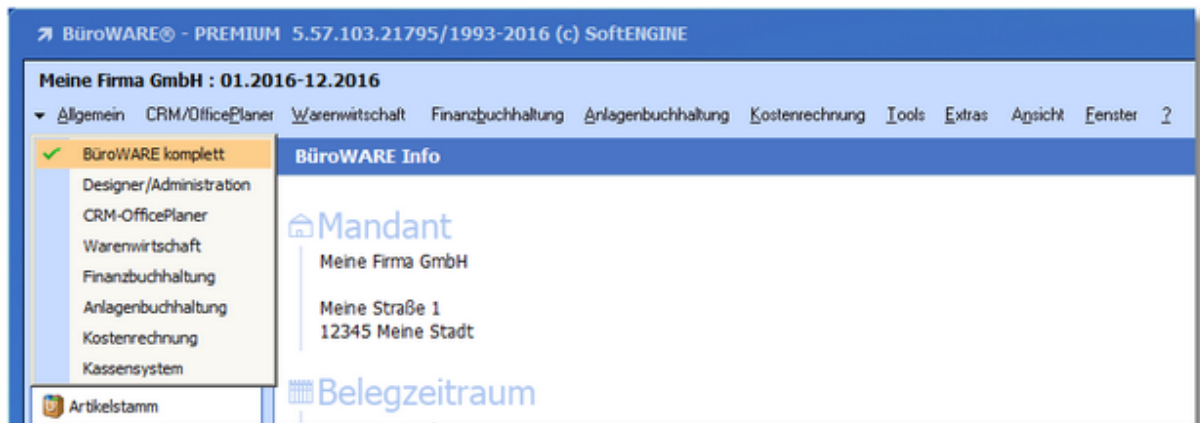 BüroWARE® - PREMIUM 5.57.103.21795/1993-2016 (c) SoftENGINE
Meine Firma GmbH : 01.2016-12.2016
Allgemein CRM/OfficePlaner Warenwirtschaft Finanzbuchhaltung Anlagenbuchhaltung Kostenrechnung Tools Extras Ansicht Fenster ?
BüroWARE komplett
Designer/Administration
CRM-OfficePlaner
Warenwirtschaft
Finanzbuchhaltung
Anlagenbuchhaltung
Kostenrechnung
Kassensystem
Artikelstamm
BüroWARE Info
Mandant
Meine Firma GmbH
Meine Straße 1
12345 Meine Stadt
Belegzeitraum